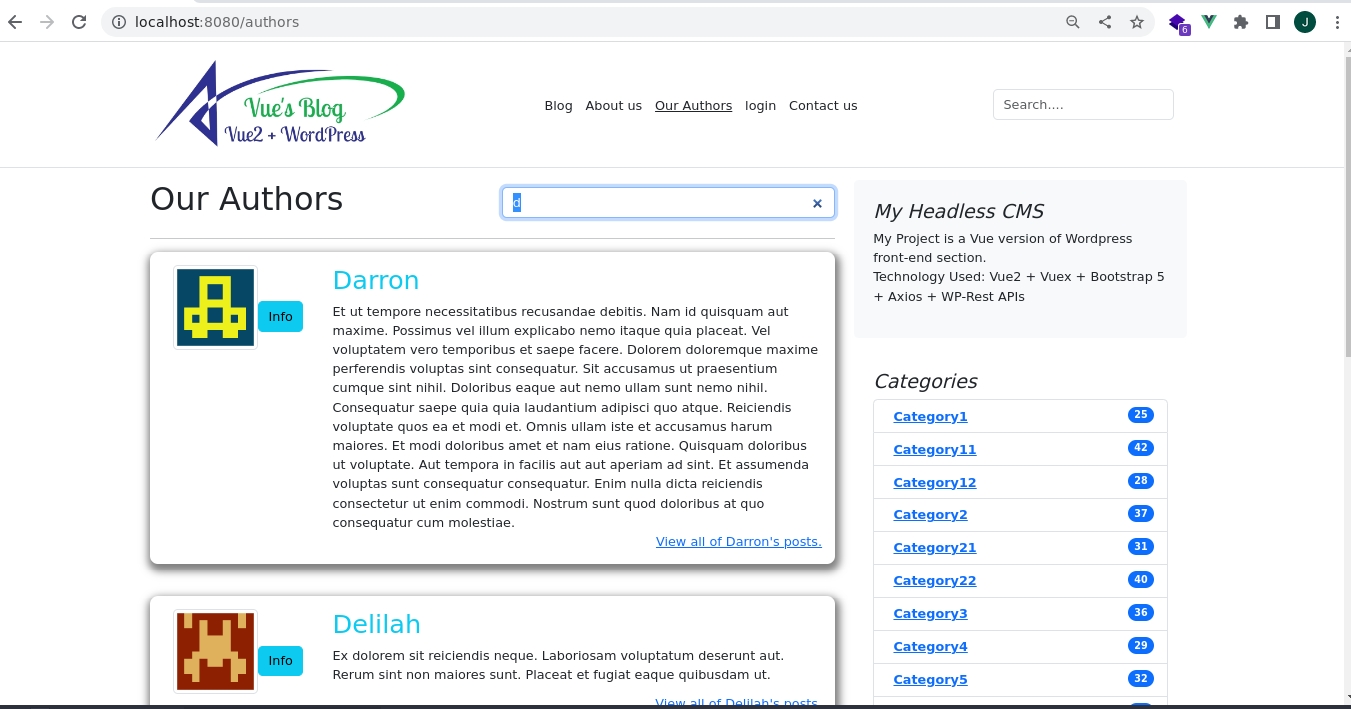 localhost:8080/authors
6
J
Vue's Blog
Vue2 + WordPress
Blog About us Our Authors login Contact us
Search....
Our Authors
d
×
Darron
Info
Et ut tempore necessitatibus recusandae debitis. Nam id quisquam aut
maxime. Possimus vel illum explicabo nemo itaque quia placeat. Vel
voluptatem vero temporibus et saepe facere. Dolorem doloremque maxime
perferendis voluptas sint consequatur. Sit accusamus ut praesentium
cumque sint nihil. Doloribus eaque aut nemo ullam sunt nemo nihil.
Consequatur saepe quia quia laudantium adipisci quo atque. Reiciendis
voluptate quos ea et modi et. Omnis ullam iste et accusamus harum
maiores. Et modi doloribus amet et nam eius ratione. Quisquam doloribus
ut voluptate. Aut tempora in facilis aut aut aperiam ad sint. Et assumenda
voluptas sunt consequatur consequatur. Enim nulla dicta reiciendis
consectetur ut enim commodi. Nostrum sunt quod doloribus at quo
consequatur cum molestiae.
View all of Darron's posts.
Delilah
Info
Ex dolorem sit reiciendis neque. Laboriosam voluptatum deserunt aut.
Rerum sint non maiores sunt. Placeat et fugiat eaque quibusdam ut.
View all of Delilah's posts.
My Headless CMS
My Project is a Vue version of Wordpress
front-end section.
Technology Used: Vue2 + Vuex + Bootstrap 5
+ Axios + WP-Rest APIs
Categories
Category1 25
Category11 42
Category12 28
Category2 37
Category21 31
Category22 40
Category3 36
Category4 29
Category5 32